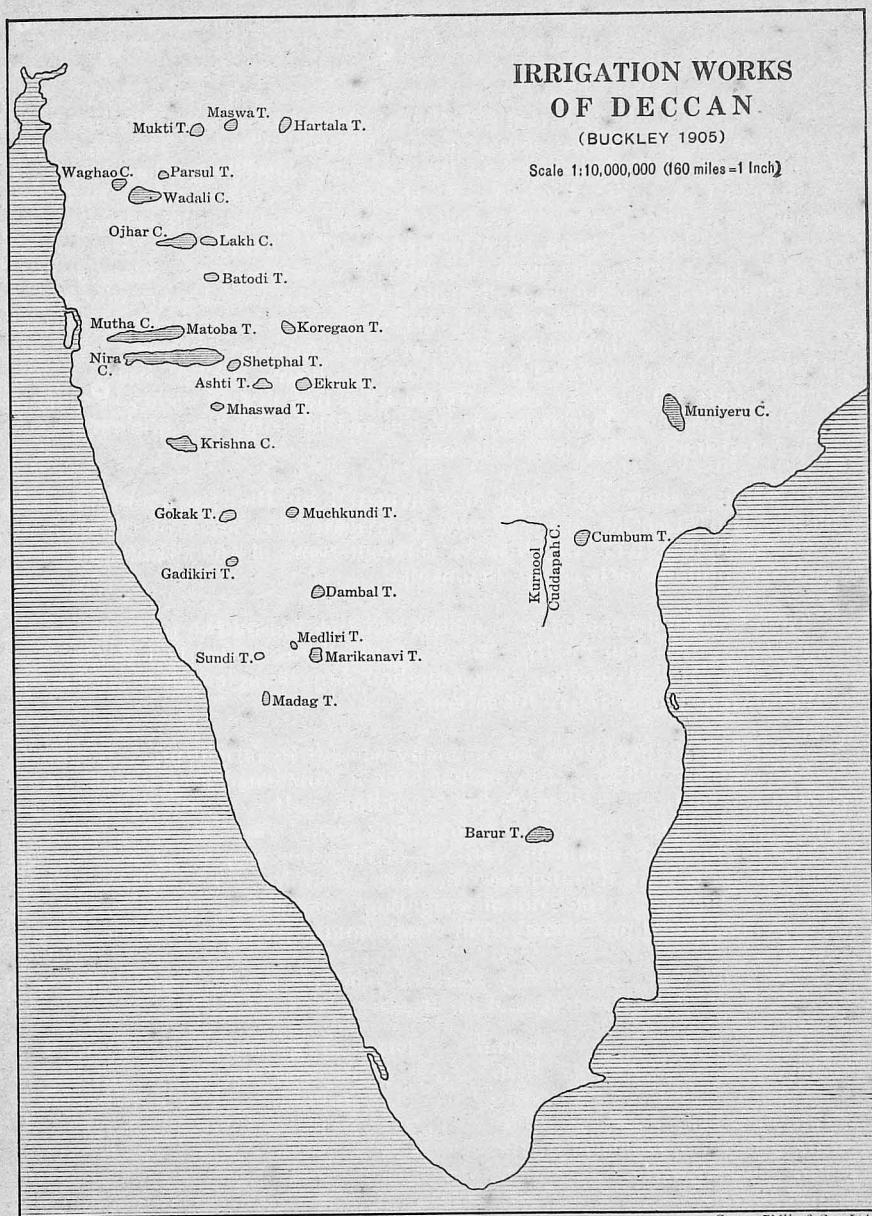 IRRIGATION WORKS
OF DECCAN
(BUCKLEY 1905)
Scale 1:10,000,000 (160 miles=1 Inch)
Maswa T.
Mukti T.
Hartala T.
Waghao C.
Parsul T.
Wadali C.
Ojhar C.
Lakh C.
Batodi T.
Mutha C.
Matoba T.
Koregaon T.
Nira
C.
Shetphal T.
Ashti T.
Ekruk T.
Mhaswad T.
Muniyeru C.
Krishna C.
Gokak T.
Muchkundi T.
Kurnool
Cuddapah C.
Cumbum T.
Gadikiri T.
Dambal T.
Medliri T.
Sundi T.
Marikanavi T.
Madag T.
Barur T.